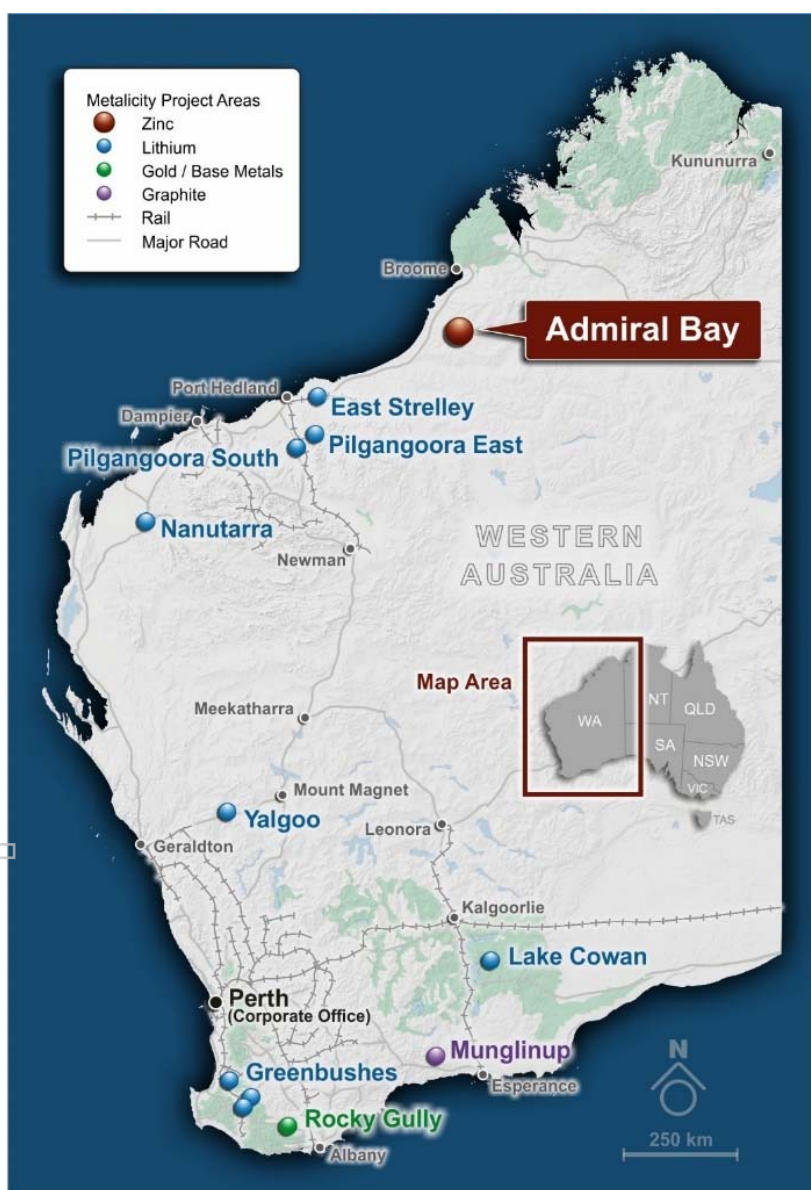 Metalicity Project Areas
Zinc
Lithium
Gold / Base Metals
Graphite
Rail
Major Road
Kununurra
Broome
Admiral Bay
Port Hedland
East Strelley
Dampier
Pilgangoora East
Pilgangoora South
Nanutarra
WESTERN
AUSTRALIA
Newman
Map Area
NT
QLD
WA
SA
NSW
VIC
TAS
Meekatharra
Mount Magnet
Yalgoo
Leonora
Geraldton
Kalgoorlie
Lake Cowan
Perth
(Corporate Office)
Munglinup
N
Greenbushes
Esperance
Rocky Gully
250 km
Albany